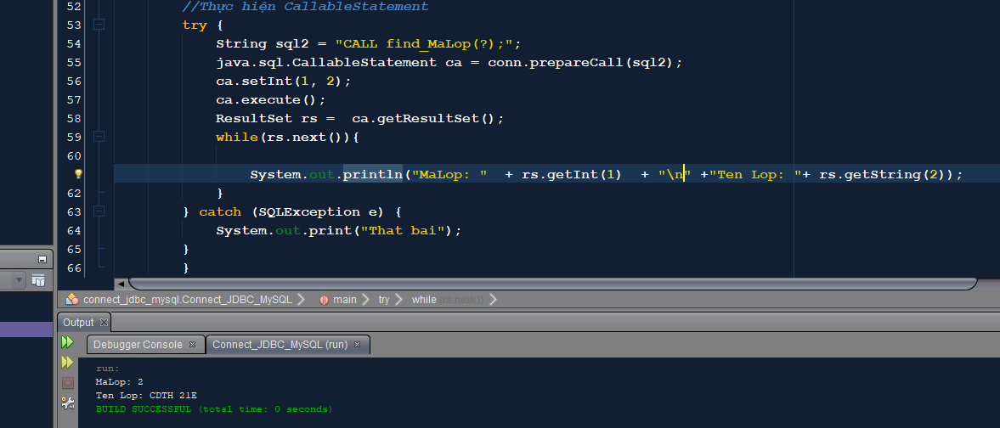 52 //Thực hiện CallableStatement
53 try {
54 String sql2 = "CALL find_MaLop(?);";
55 java.sql.CallableStatement ca = conn.prepareCall(sql2);
56 ca.setInt(1, 2);
57 ca.execute();
58 ResultSet rs =  ca.getResultSet();
59 while(rs.next()){
60
System.out.println("MaLop: "  + rs.getInt(1)  + "\n" +"Ten Lop: "+ rs.getString(2));
62 }
63 } catch (SQLException e) {
64 System.out.print("That bai");
65 }
66 }
connect_jdbc_mysql.Connect_JDBC_MySQL main try while (rs.next())
Output
Debugger Console Connect_JDBC_MySQL (run)
run:
MaLop: 2
Ten Lop: CDTH 21E
BUILD SUCCESSFUL (total time: 0 seconds)